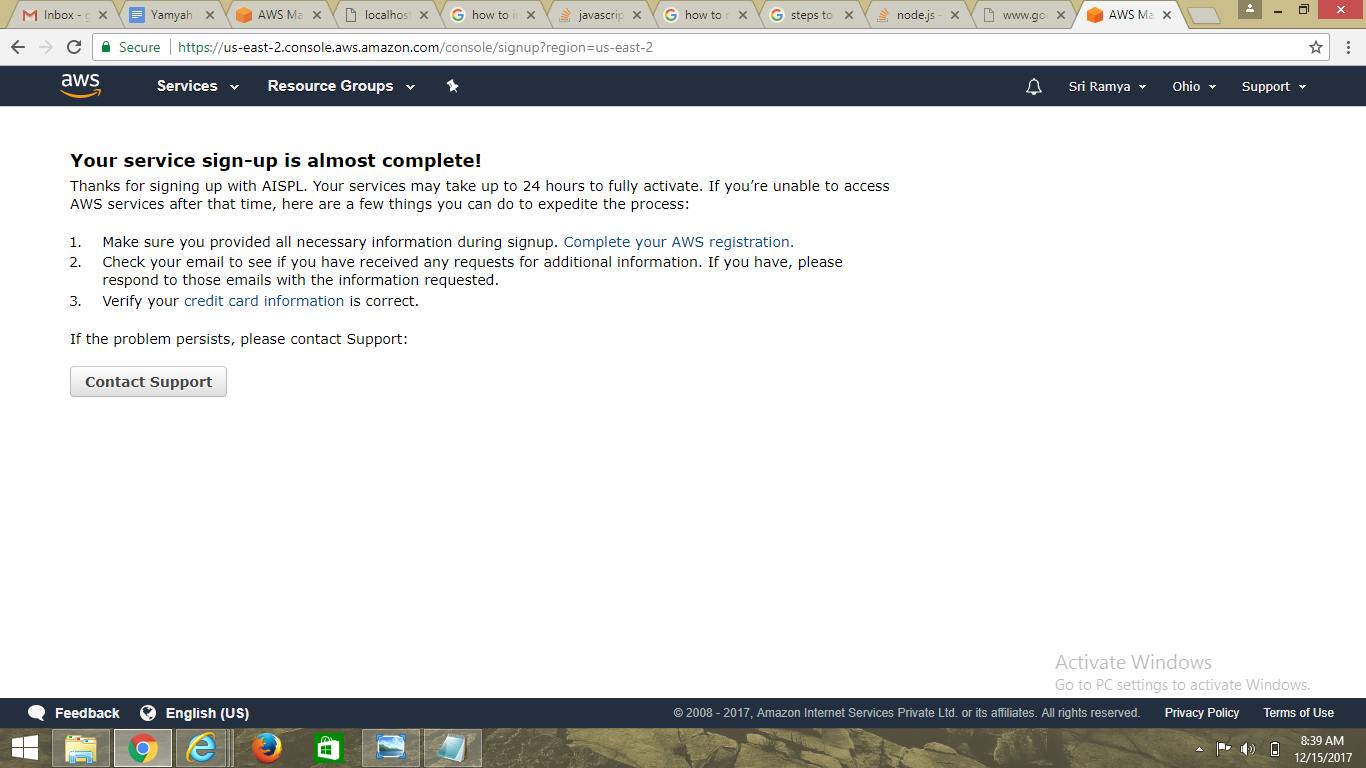 Inbox - g
Yamyah
AWS Ma
localhos
how to i
javascrip
how to r
steps to
node.js -
www.go
AWS Ma
Secure
https://us-east-2.console.aws.amazon.com/console/signup?region=us-east-2
aws
Services
Resource Groups
Sri Ramya
Ohio
Support
Your service sign-up is almost complete!
Thanks for signing up with AISPL. Your services may take up to 24 hours to fully activate. If you’re unable to access
AWS services after that time, here are a few things you can do to expedite the process:
1. Make sure you provided all necessary information during signup. Complete your AWS registration.
2. Check your email to see if you have received any requests for additional information. If you have, please
respond to those emails with the information requested.
3. Verify your credit card information is correct.
If the problem persists, please contact Support:
Contact Support
Activate Windows
Go to PC settings to activate Windows.
Feedback
English (US)
© 2008 - 2017, Amazon Internet Services Private Ltd. or its affiliates. All rights reserved.
Privacy Policy
Terms of Use
8:39 AM
12/15/2017